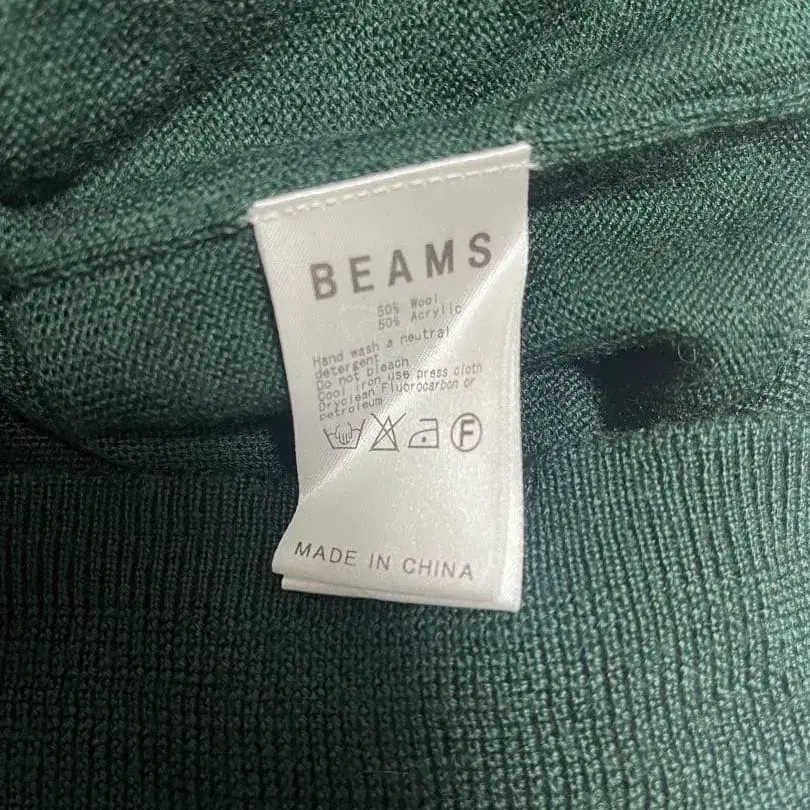 BEAMS
50% Wool
50% Acrylic
Hand wash a neutral
detergent
Do not bleach
Cool iron use press cloth
Dryclean Fluorocarbon or
petroleum
F
MADE IN CHINA